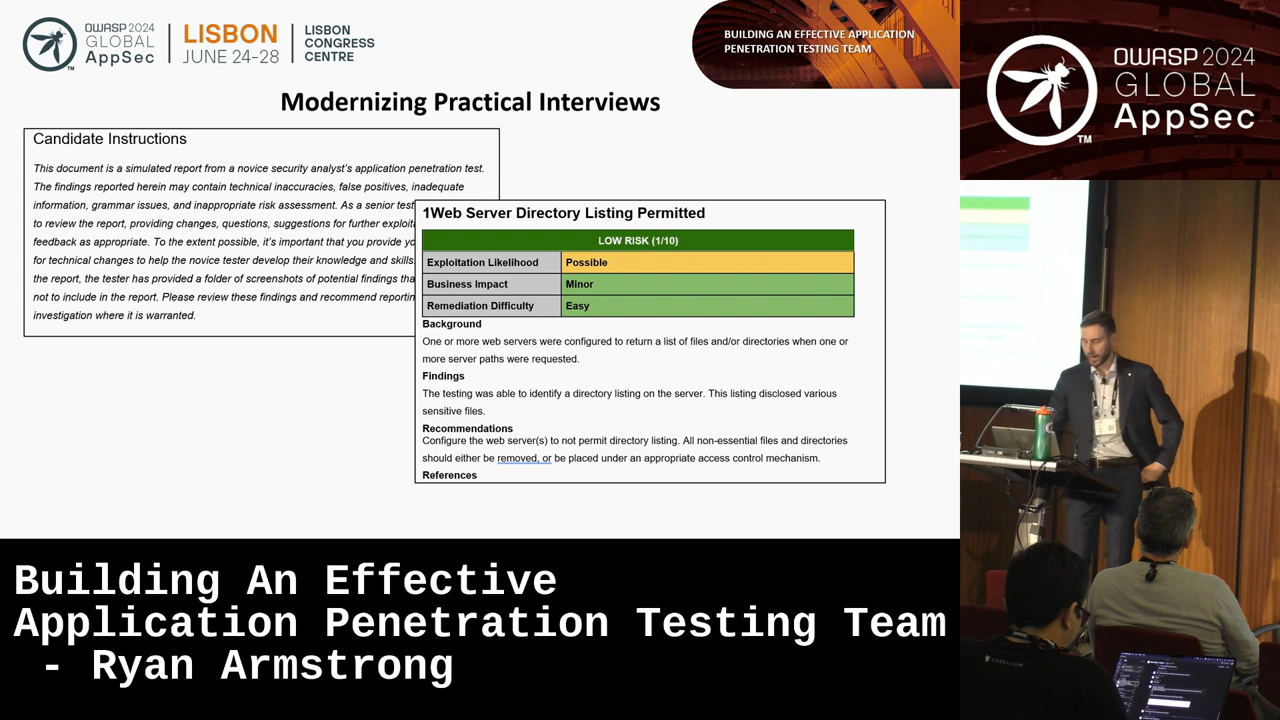 OWASP 2024
GLOBAL
AppSec
TM
LISBON
JUNE 24-28
LISBON
CONGRESS
CENTRE
BUILDING AN EFFECTIVE APPLICATION
PENETRATION TESTING TEAM
Modernizing Practical Interviews
Candidate Instructions
This document is a simulated report from a novice security analyst's application penetration test.
The findings reported herein may contain technical inaccuracies, false positives, inadequate
information, grammar issues, and inappropriate risk assessment. As a senior
to review the report, providing changes, questions, suggestions for further
feedback as appropriate. To the extent possible, it's important that you provide
for technical changes to help the novice tester develop their knowledge and skills.
the report, the tester has provided a folder of screenshots of potential findings
not to include in the report. Please review these findings and recommend
investigation where it is warranted.
1Web Server Directory Listing Permitted
LOW RISK (1/10)
Exploitation Likelihood Possible
Business Impact Minor
Remediation Difficulty Easy
Background
One or more web servers were configured to return a list of files and/or directories when one or
more server paths were requested.
Findings
The testing was able to identify a directory listing on the server. This listing disclosed various
sensitive files.
Recommendations
Configure the web server(s) to not permit directory listing. All non-essential files and directories
should either be removed, or be placed under an appropriate access control mechanism.
References
OWASP 2024
GLOBAL
AppSec
TM
Building An Effective
Application Penetration Testing Team
- Ryan Armstrong